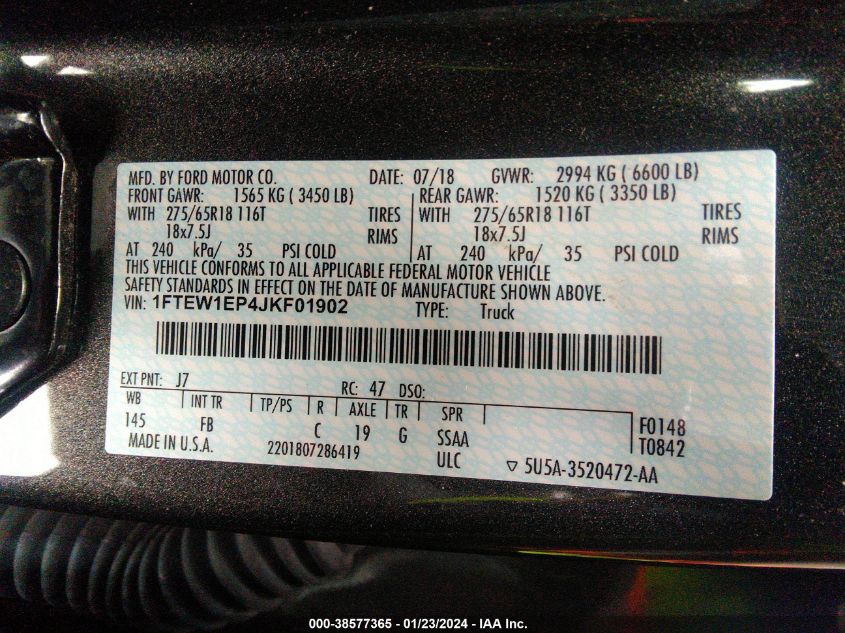 MFD. BY FORD MOTOR CO. DATE: 07/18 GVWR: 2994 KG ( 6600 LB)
FRONT GAWR: 1565 KG ( 3450 LB) REAR GAWR: 1520 KG ( 3350 LB)
WITH 275/65R18 116T TIRES WITH 275/65R18 116T TIRES
18x7.5J RIMS 18x7.5J RIMS
AT 240 kPa/ 35 PSI COLD AT 240 kPa/ 35 PSI COLD
THIS VEHICLE CONFORMS TO ALL APPLICABLE FEDERAL MOTOR VEHICLE
SAFETY STANDARDS IN EFFECT ON THE DATE OF MANUFACTURE SHOWN ABOVE.
VIN: 1FTEW1EP4JKF01902 TYPE: Truck
EXT PNT: J7 RC: 47 DSO:
WB INT TR TP/PS R AXLE TR SPR F0148
145 FB C 19 G SSAA T0842
MADE IN U.S.A. 2201807286419 ULC ▽ 5U5A-3520472-AA
000-38577365 - 01/23/2024 - IAA Inc.